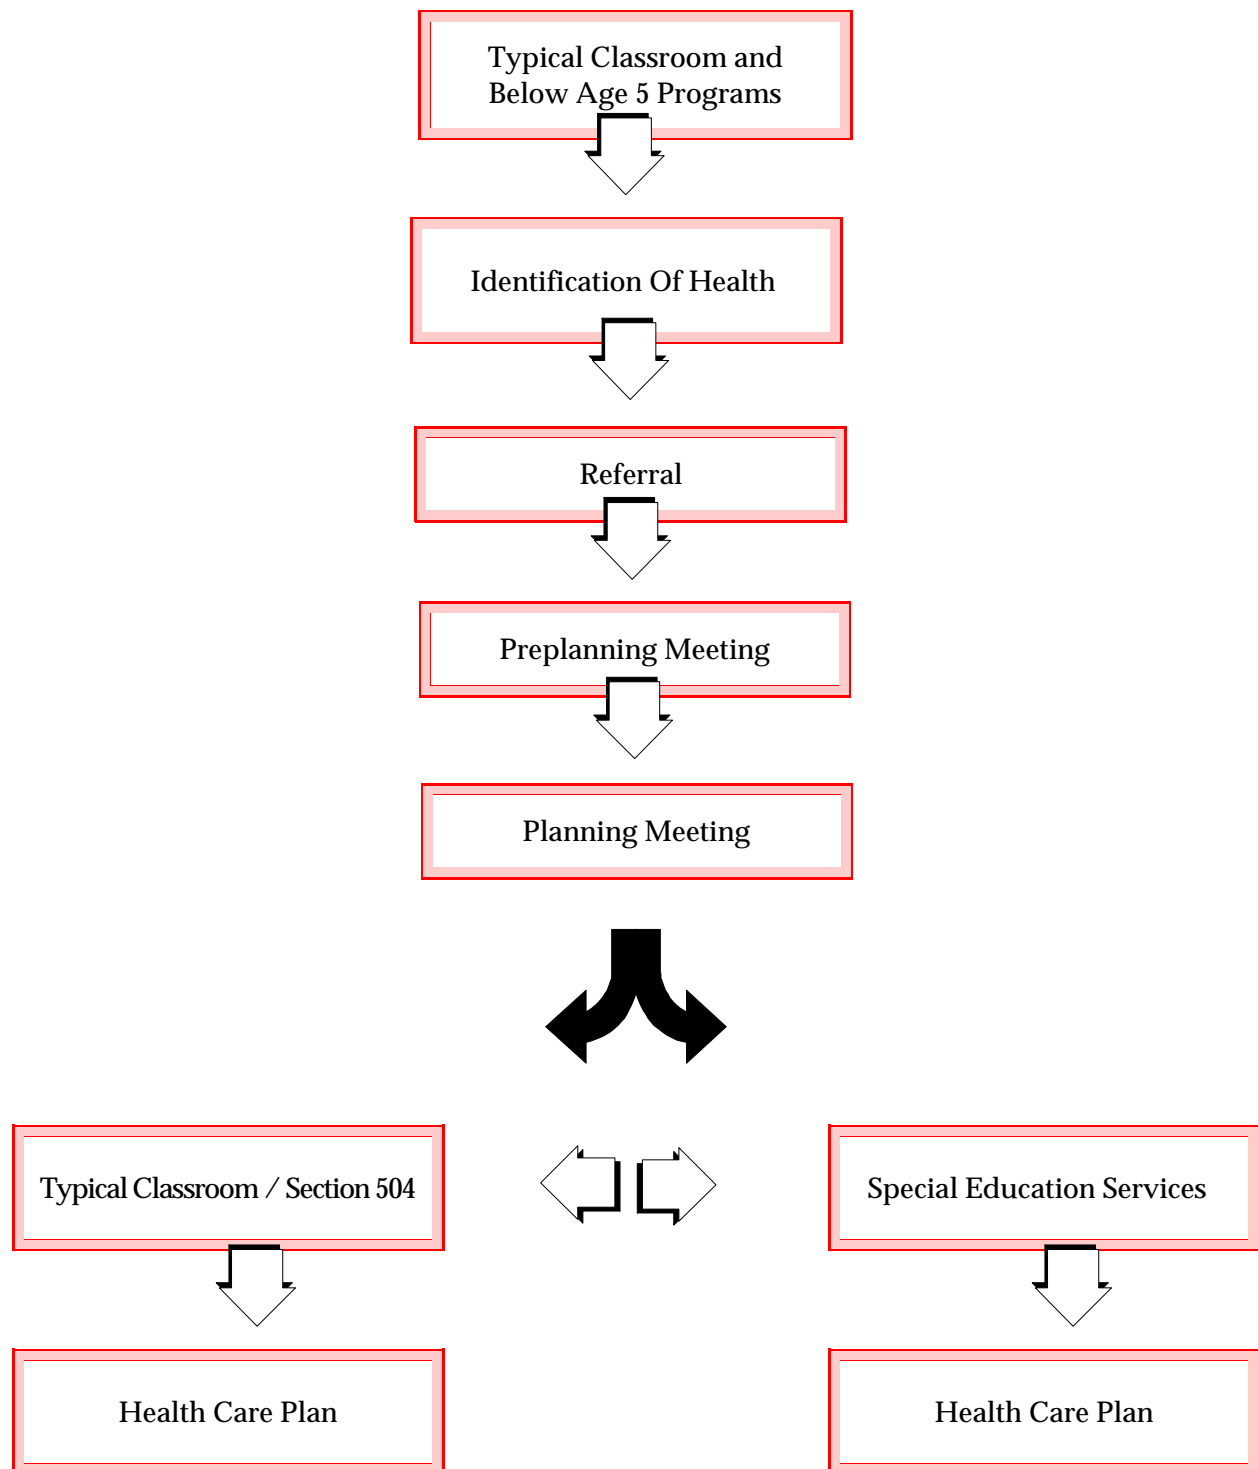 Typical Classroom and
Below Age 5 Programs
Identification Of Health
Referral
Preplanning Meeting
Planning Meeting
Typical Classroom / Section 504
Special Education Services
Health Care Plan
Health Care Plan